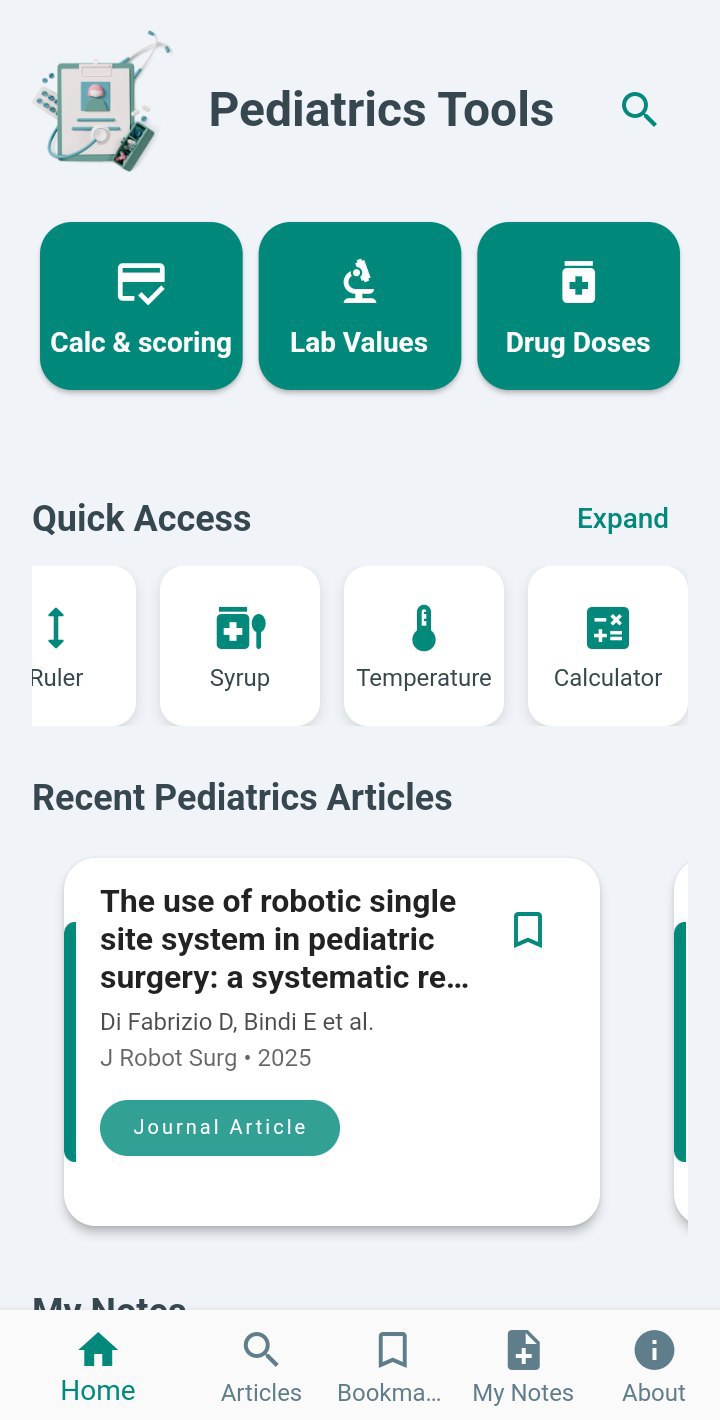 Pediatrics Tools
Calc & scoring
Lab Values
Drug Doses
Quick Access
Expand
Ruler
Syrup
Temperature
Calculator
Recent Pediatrics Articles
The use of robotic single
site system in pediatric
surgery: a systematic re…
Di Fabrizio D, Bindi E et al.
J Robot Surg • 2025
Journal Article
My Notes
Home
Articles
Bookma…
My Notes
About